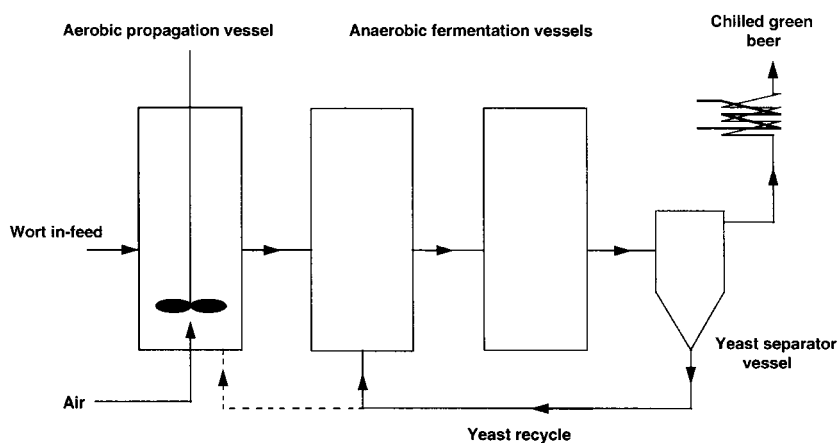 Aerobic propagation vessel
Anaerobic fermentation vessels
Chilled green
beer
Wort in-feed
Yeast separator
vessel
Air
Yeast recycle